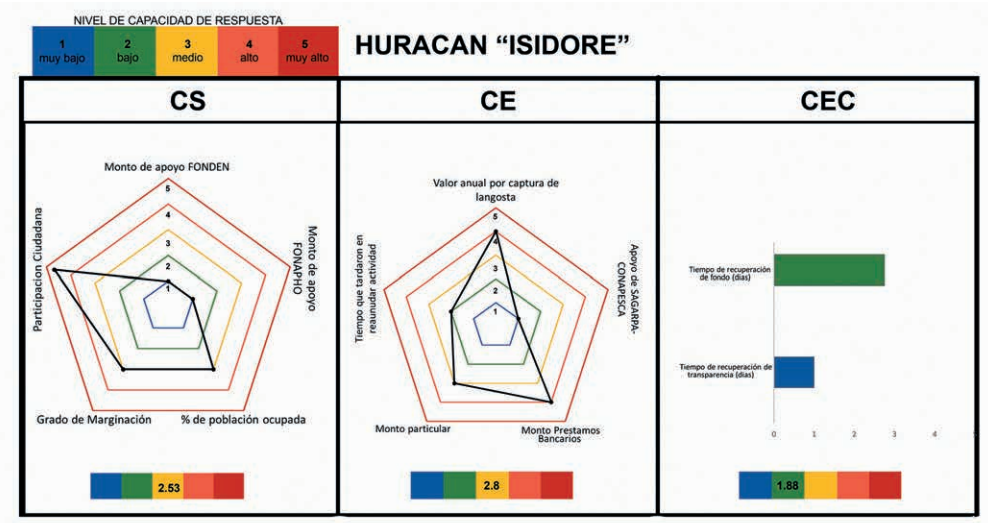 NIVEL DE CAPACIDAD DE RESPUESTA
1 2 3 4 5
muy bajo bajo medio alto muy alto
HURACAN “ISIDORE”
CS
Monto de apoyo FONDEN
5
4
3
2
1
Participacion Ciudadana
Monto de apoyo
FONAPHO
Grado de Marginación
% de población ocupada
2.53
CE
Valor anual por captura de
langosta
5
4
3
2
1
Tiempo que tardaron en
reaunudar actividad
Apoyo de SAGARPA-
CONAPESCA
Monto particular
Monto Prestamos
Bancarios
2.8
CEC
Tiempo de recuperación
de fondo (dias)
Tiempo de recuperación de
transparencia (dias)
0 1 2 3 4
1.88